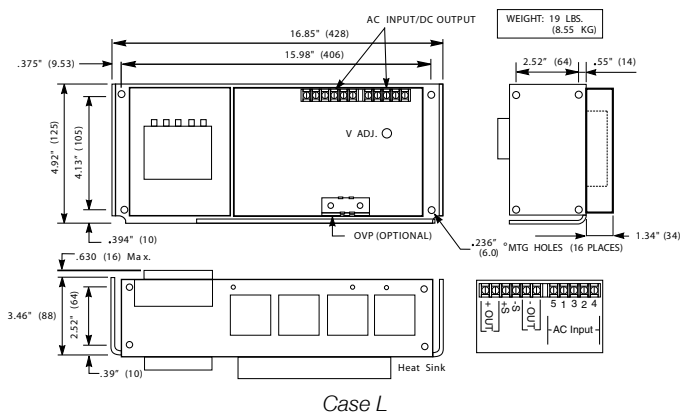 AC INPUT/DC OUTPUT
WEIGHT: 19 LBS.
(8.55 KG)
16.85" (428)
15.98" (406)
.375" (9.53)
2.52" (64)
.55" (14)
4.92" (125)
4.13" (105)
V ADJ.
.394" (10)
OVP (OPTIONAL)
.236"
(6.0)
°MTG HOLES (16 PLACES)
1.34" (34)
.630 (16) Max.
3.46" (88)
2.52" (64)
.39" (10)
Heat Sink
+ OUT
+S
-S
- OUT
5 1 3 2 4
AC Input
Case L